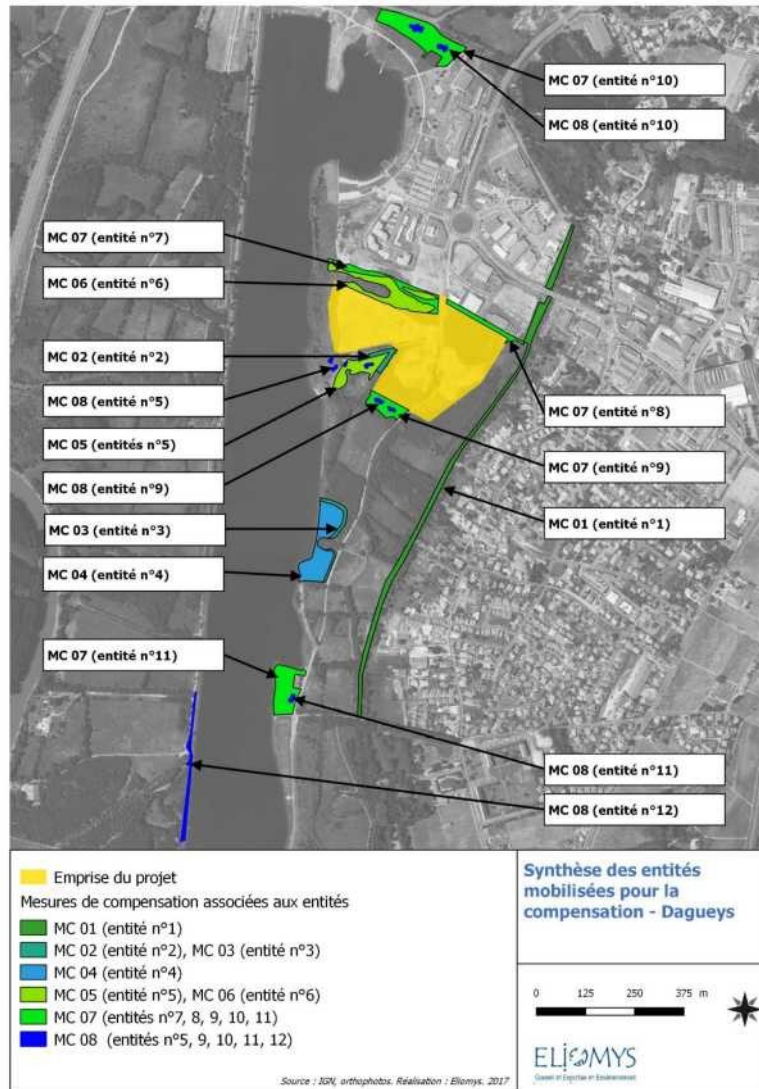 MC 07 (entité n°10)
MC 08 (entité n°10)
MC 07 (entité n°7)
MC 06 (entité n°6)
MC 02 (entité n°2)
MC 08 (entité n°5)
MC 05 (entités n°5)
MC 08 (entité n°9)
MC 07 (entité n°8)
MC 07 (entité n°9)
MC 01 (entité n°1)
MC 03 (entité n°3)
MC 04 (entité n°4)
MC 07 (entité n°11)
MC 08 (entité n°11)
MC 08 (entité n°12)
Emprise du projet
Mesures de compensation associées aux entités
MC 01 (entité n°1)
MC 02 (entité n°2), MC 03 (entité n°3)
MC 04 (entité n°4)
MC 05 (entité n°5), MC 06 (entité n°6)
MC 07 (entités n°7, 8, 9, 10, 11)
MC 08 (entités n°5, 9, 10, 11, 12)
Source : IGN, orthophotos. Réalisation : Eliomys. 2017
Synthèse des entités
mobilisées pour la
compensation - Dagueys
0 125 250 375 m
ELIOMYS
Conseil et Expertise en Environnement